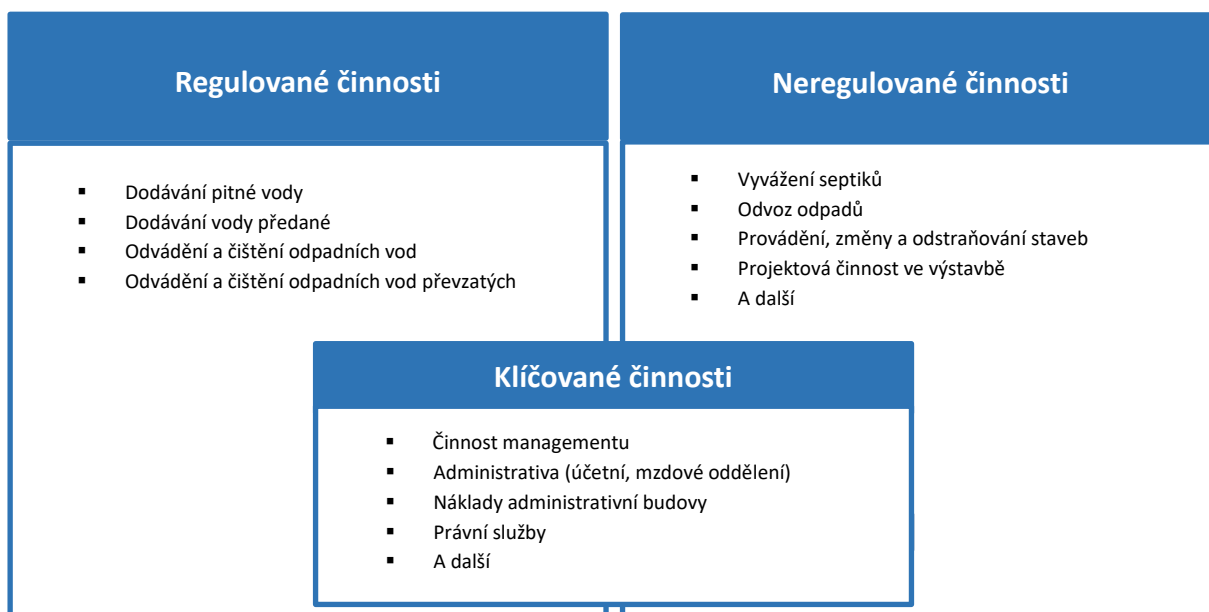 Regulované činnosti
▪ Dodávání pitné vody
▪ Dodávání vody předané
▪ Odvádění a čištění odpadních vod
▪ Odvádění a čištění odpadních vod převzatých
Neregulované činnosti
▪ Vyvážení septiků
▪ Odvoz odpadů
▪ Provádění, změny a odstraňování staveb
▪ Projektová činnost ve výstavbě
▪ A další
Klíčované činnosti
▪ Činnost managementu
▪ Administrativa (účetní, mzdové oddělení)
▪ Náklady administrativní budovy
▪ Právní služby
▪ A další